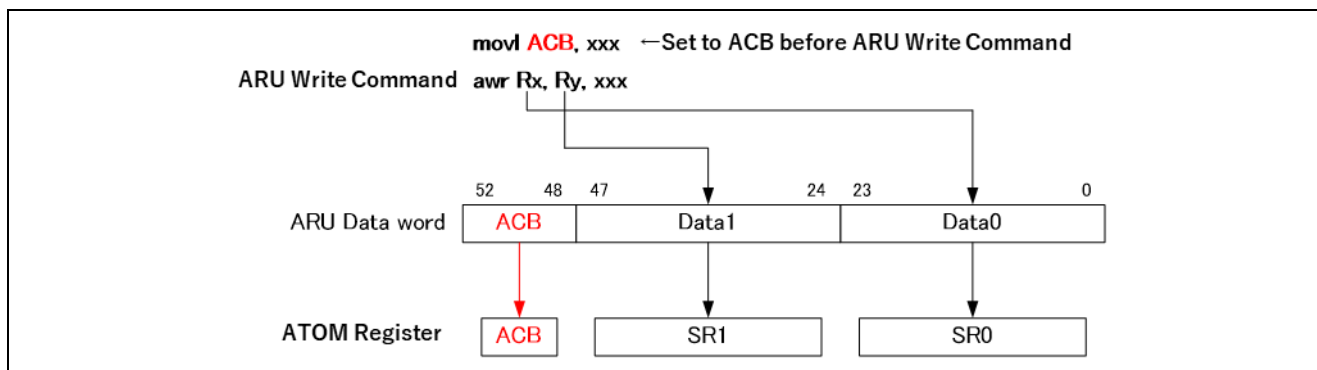 movl ACB, xxx ←Set to ACB before ARU Write Command
ARU Write Command awr Rx, Ry, xxx
52 48 47 24 23 0
ARU Data word ACB Data1 Data0
ATOM Register ACB SR1 SR0